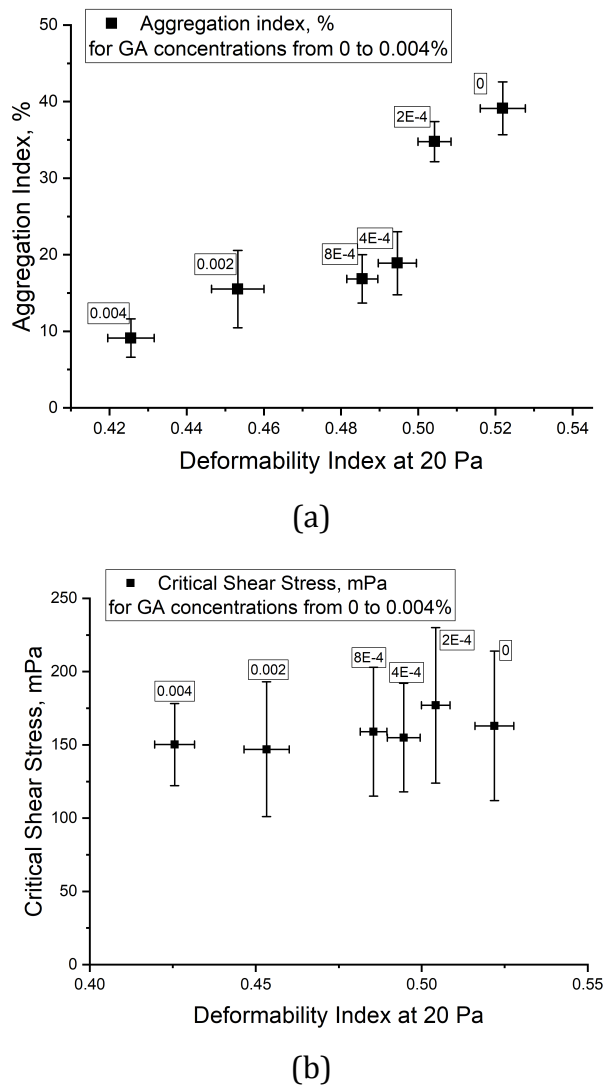 Aggregation index, %
for GA concentrations from 0 to 0.004%
50
40
30
20
10
0
Aggregation Index, %
0
2E-4
4E-4
8E-4
0.002
0.004
0.42 0.44 0.46 0.48 0.50 0.52 0.54
Deformability Index at 20 Pa
(a)
Critical Shear Stress, mPa
for GA concentrations from 0 to 0.004%
250
200
150
100
50
0
Critical Shear Stress, mPa
0.004
0.002
8E-4
4E-4
2E-4
0
0.40 0.45 0.50 0.55
Deformability Index at 20 Pa
(b)